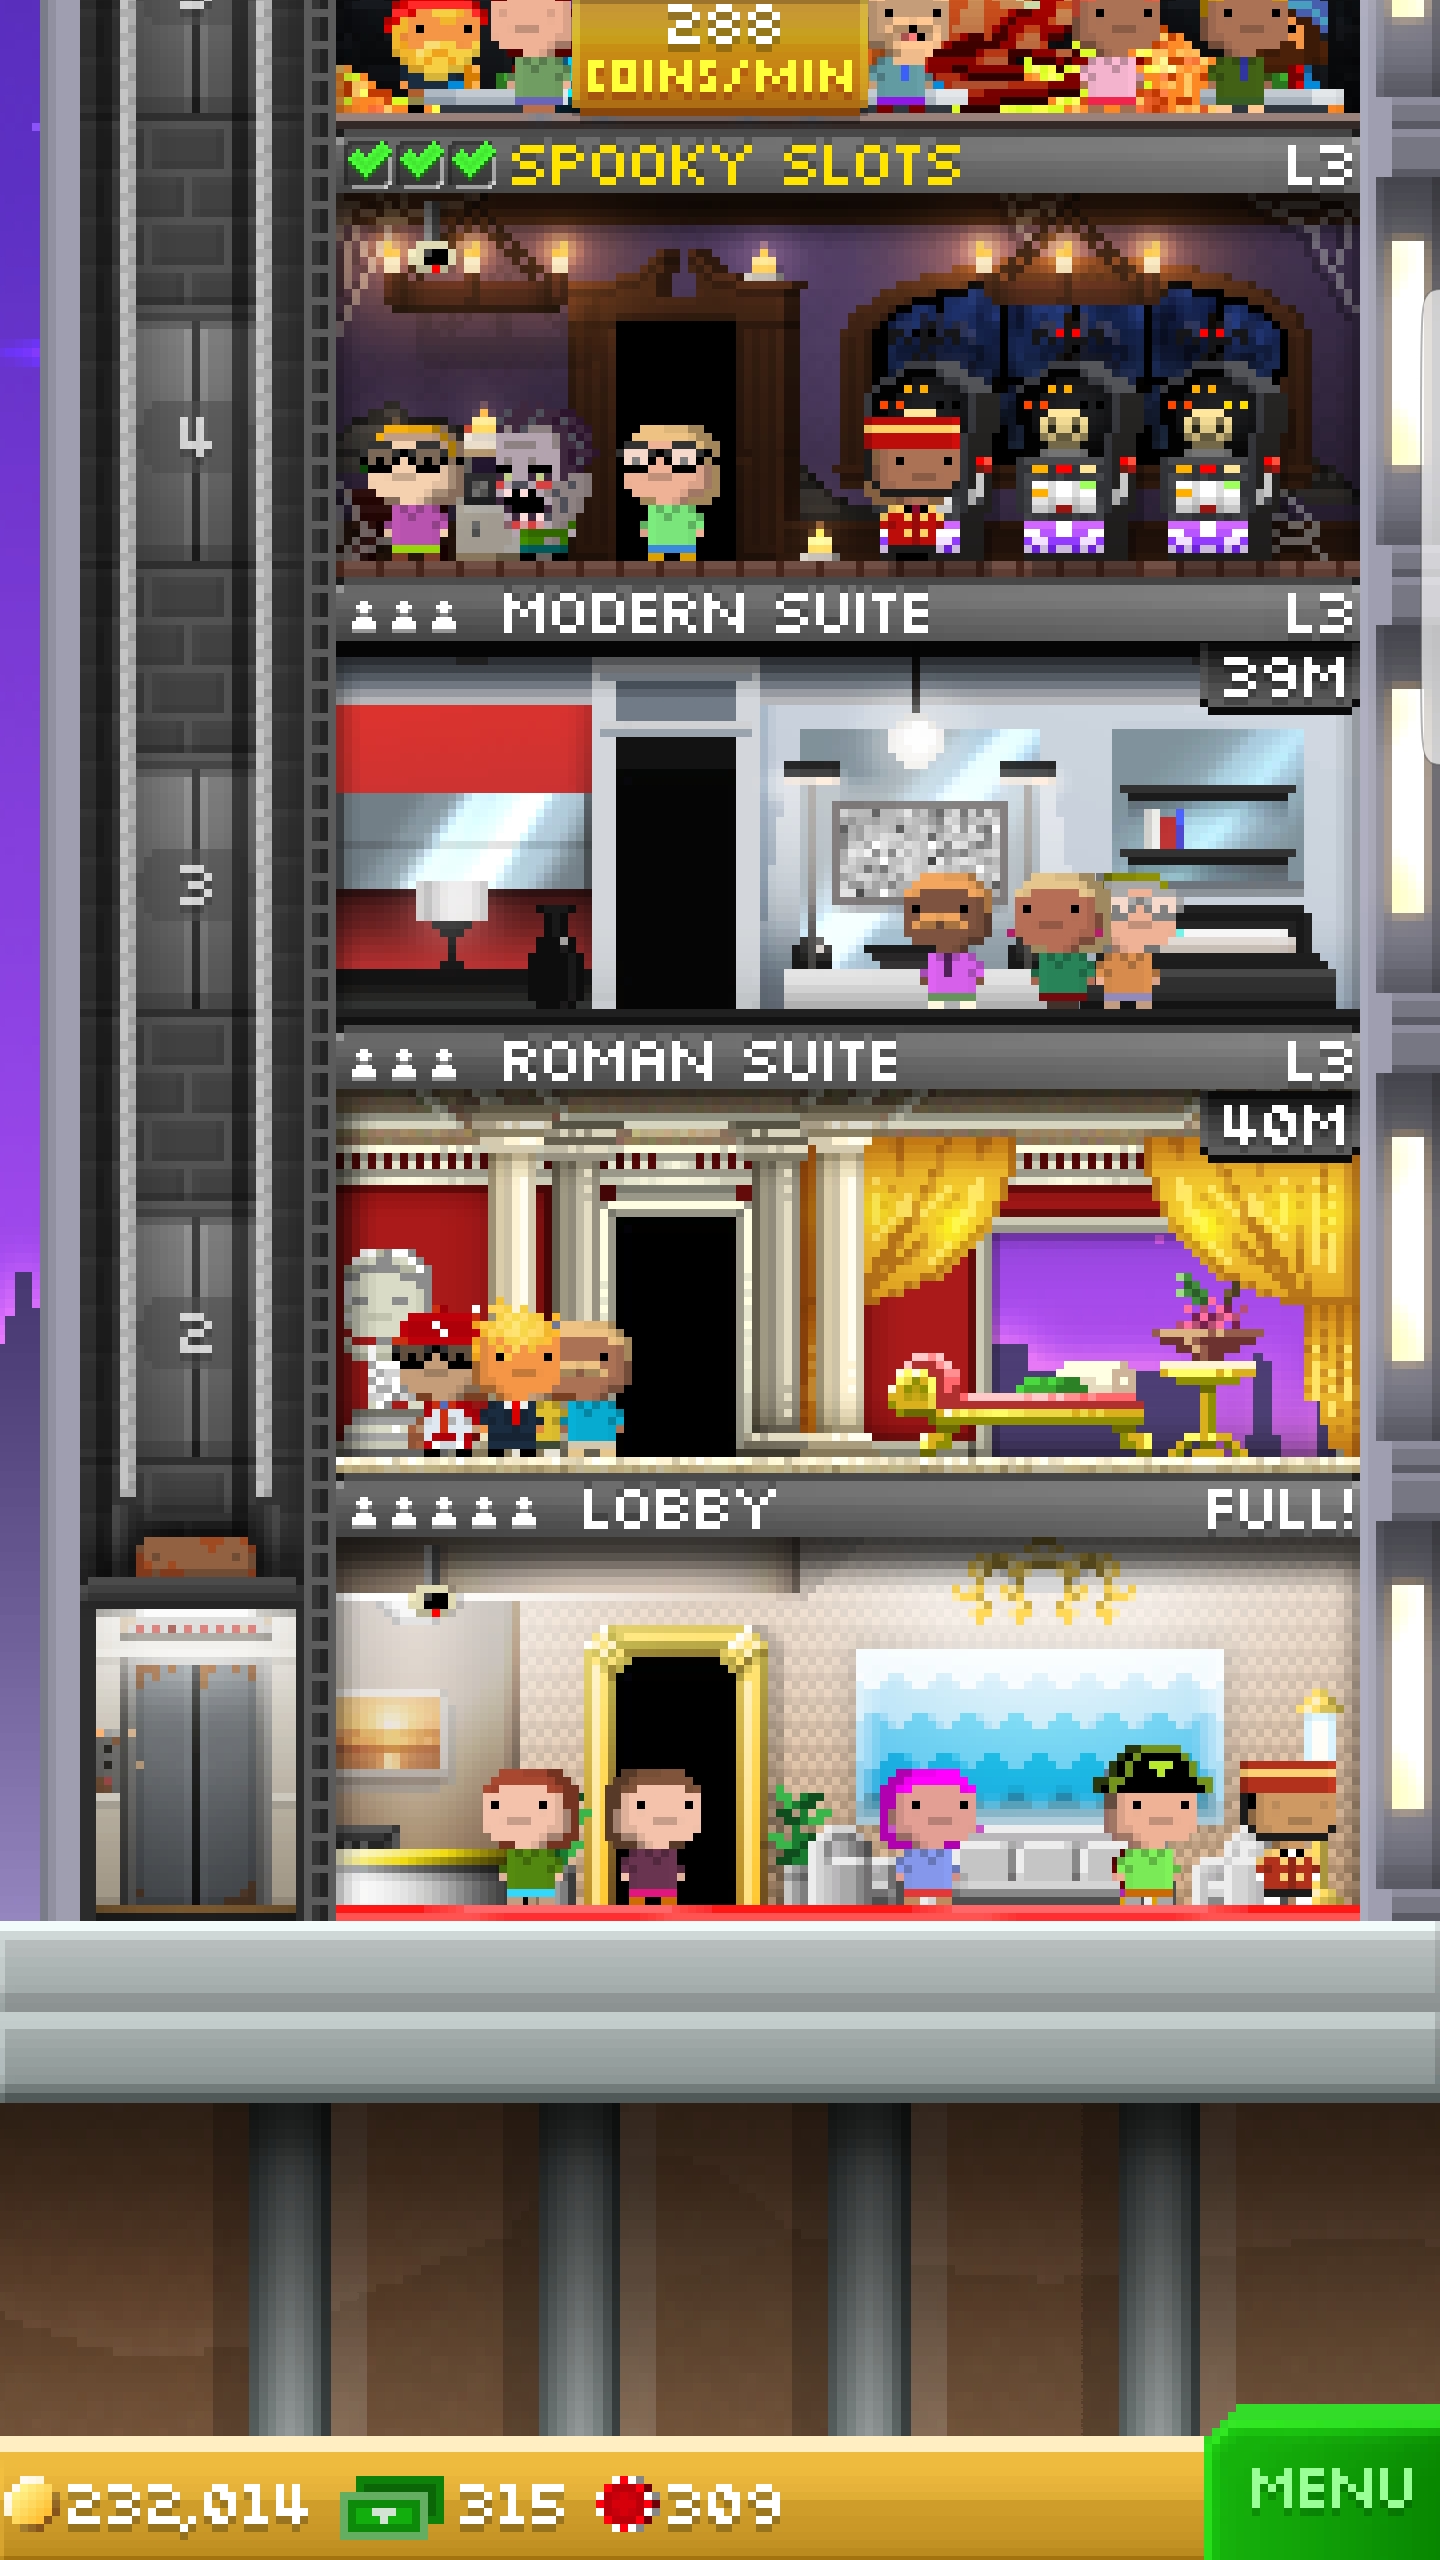 288
COINS/MIN
SPOOKY SLOTS L3
4
MODERN SUITE L3
39M
3
ROMAN SUITE L3
40M
2
LOBBY FULL!
232,014 315 309
MENU